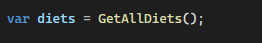 var diets = GetAllDiets();